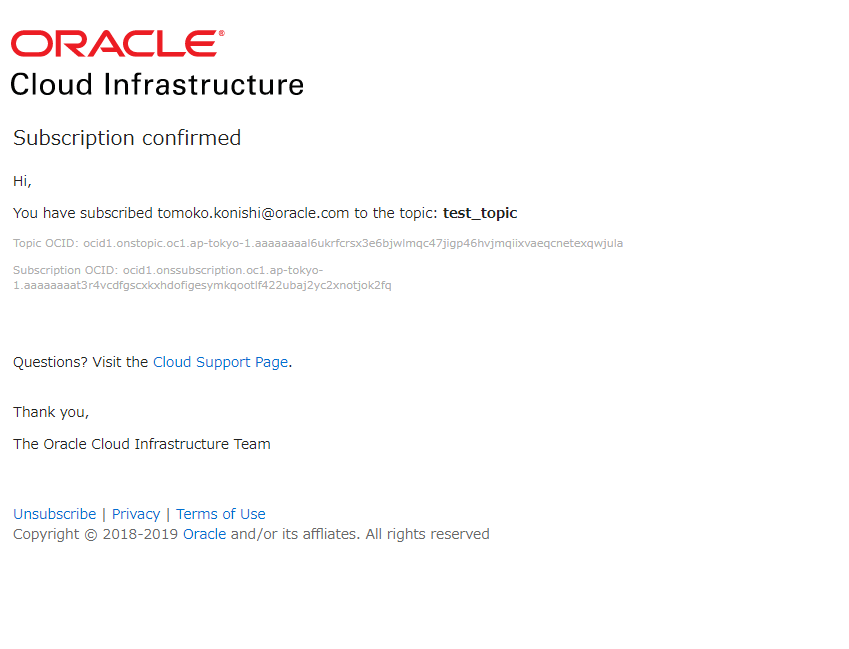 ORACLE®
Cloud Infrastructure
Subscription confirmed
Hi,
You have subscribed tomoko.konishi@oracle.com to the topic: test_topic
Topic OCID: ocid1.onstopic.oc1.ap-tokyo-1.aaaaaaaal6ukrfcrsx3e6bjwlmqc47jigp46hvjmqiixvaeqcnetexqwjula
Subscription OCID: ocid1.onssubscription.oc1.ap-tokyo-
1.aaaaaaaat3r4vcdfgscxkxhdofigesymkqootlf422ubaj2yc2xnotjok2fq
Questions? Visit the Cloud Support Page.
Thank you,
The Oracle Cloud Infrastructure Team
Unsubscribe | Privacy | Terms of Use
Copyright © 2018-2019 Oracle and/or its affliates. All rights reserved